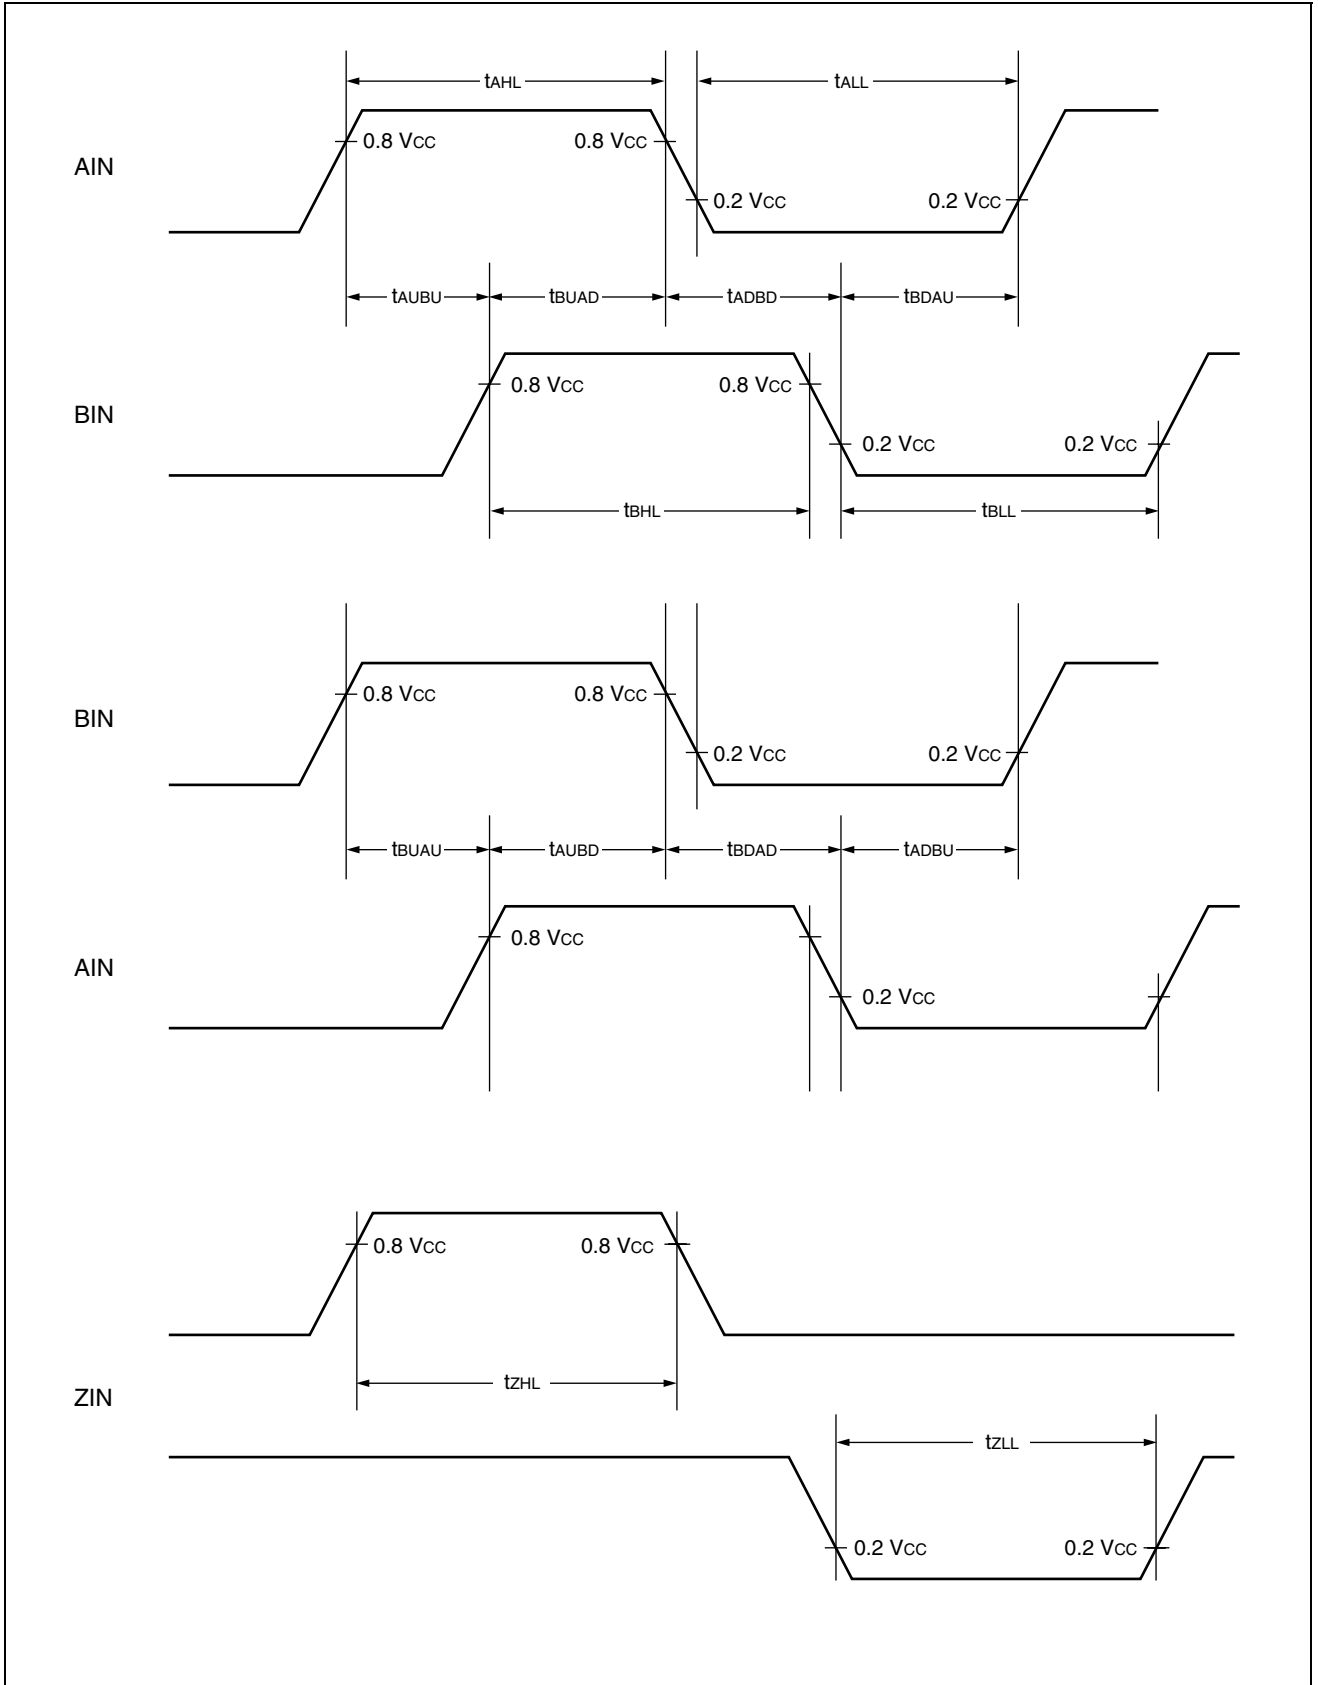 tAHL tALL
0.8 VCC 0.8 VCC
AIN
0.2 VCC 0.2 VCC
tAUBU tBUAD tADBD tBDAU
0.8 VCC 0.8 VCC
BIN
0.2 VCC 0.2 VCC
tBHL tBLL
0.8 VCC 0.8 VCC
BIN
0.2 VCC 0.2 VCC
tBUAU tAUBD tBDAD tADBU
0.8 VCC
AIN
0.2 VCC
0.8 VCC 0.8 VCC
tZHL
ZIN
tZLL
0.2 VCC 0.2 VCC